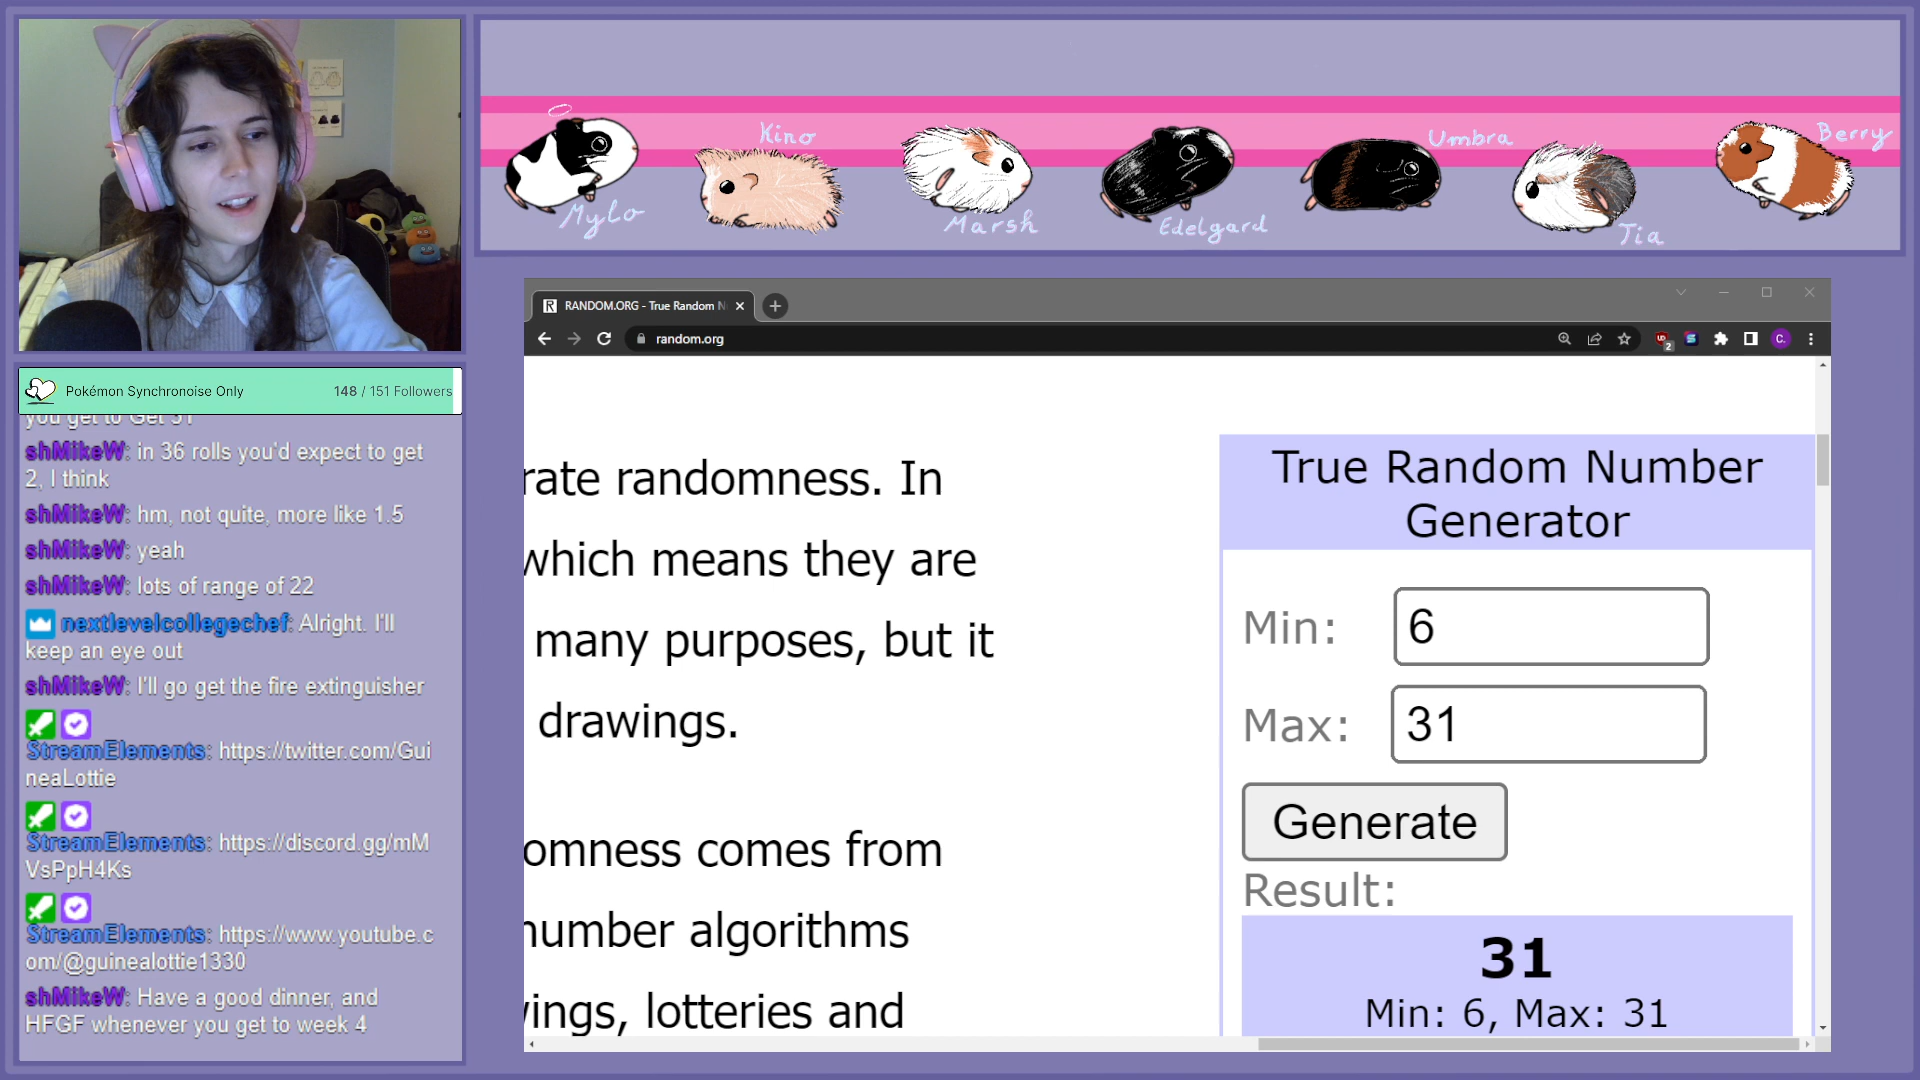 Mylo
Kino
Marsh
Edelgard
Umbra
Tia
Berry
RANDOM.ORG - True Random N
random.org
Pokémon Synchronoise Only
148 / 151 Followers
you get to Get 31
shMikeW: in 36 rolls you'd expect to get
2, I think
shMikeW: hm, not quite, more like 1.5
shMikeW: yeah
shMikeW: lots of range of 22
nextlevelcollegechef: Alright. I'll
keep an eye out
shMikeW: I'll go get the fire extinguisher
StreamElements: https://twitter.com/Gui
neaLottie
StreamElements: https://discord.gg/mM
VsPpH4Ks
StreamElements: https://www.youtube.c
om/@guinealottie1330
shMikeW: Have a good dinner, and
HFGF whenever you get to week 4
rate randomness. In
which means they are
many purposes, but it
drawings.
omness comes from
number algorithms
wings, lotteries and
True Random Number
Generator
Min: 6
Max: 31
Generate
Result:
31
Min: 6, Max: 31